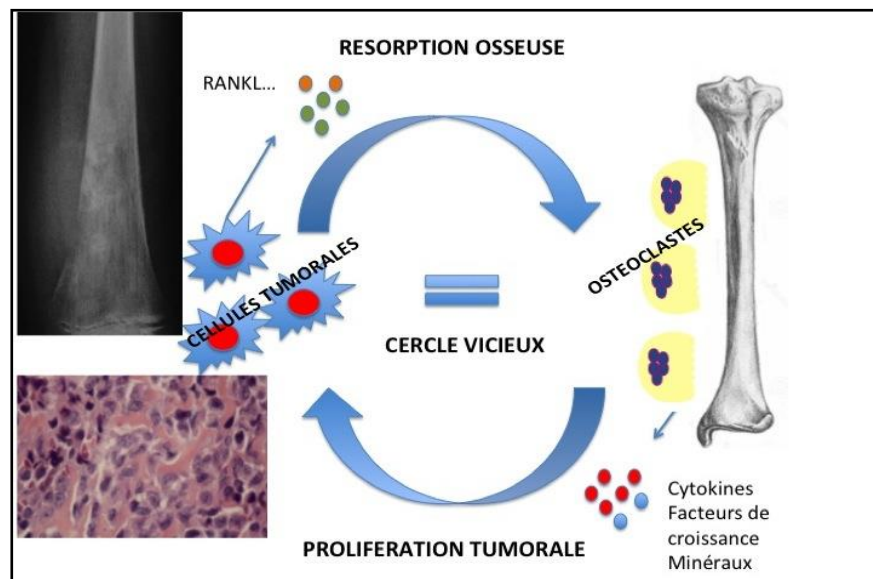 RESORPTION OSSEUSE
RANKL...
CELLULES TUMORALES
OSTEOCLASTES
CERCLE VICIEUX
Cytokines
Facteurs de
croissance
Minéraux
PROLIFERATION TUMORALE